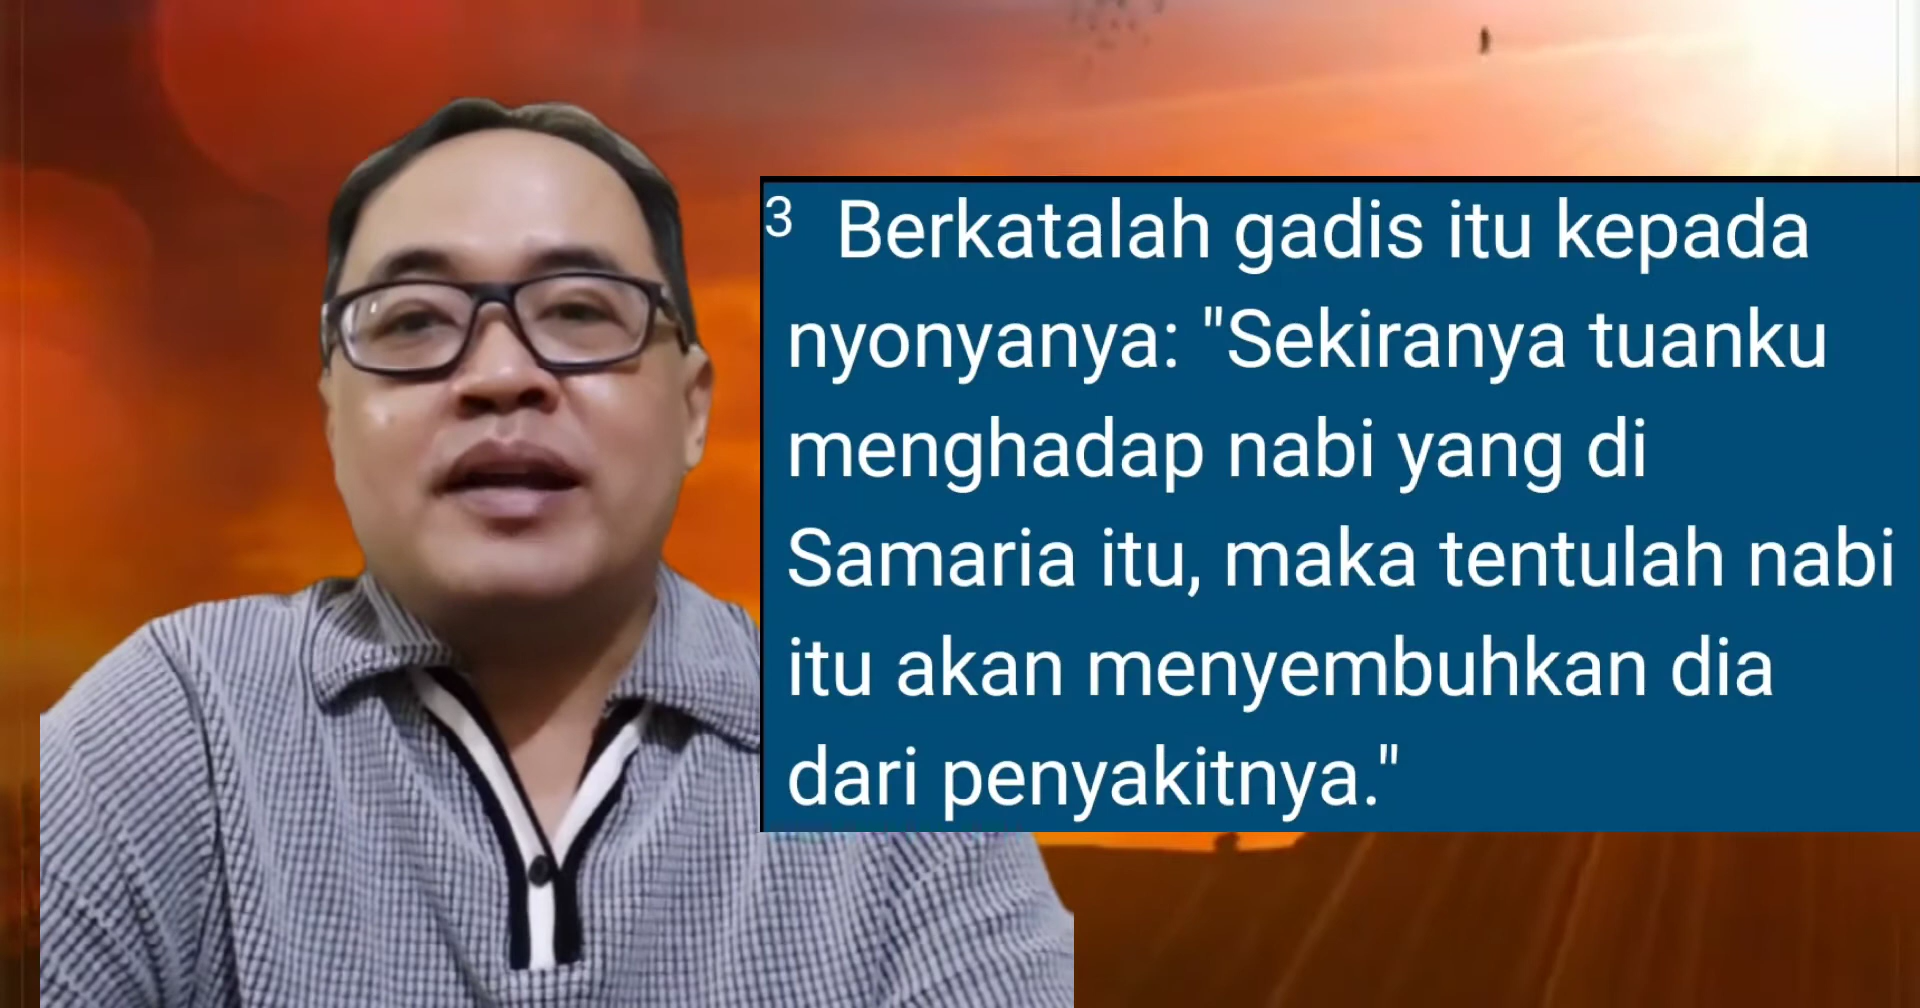 3 Berkatalah gadis itu kepada
nyonyanya: "Sekiranya tuanku
menghadap nabi yang di
Samaria itu, maka tentulah nabi
itu akan menyembuhkan dia
dari penyakitnya."